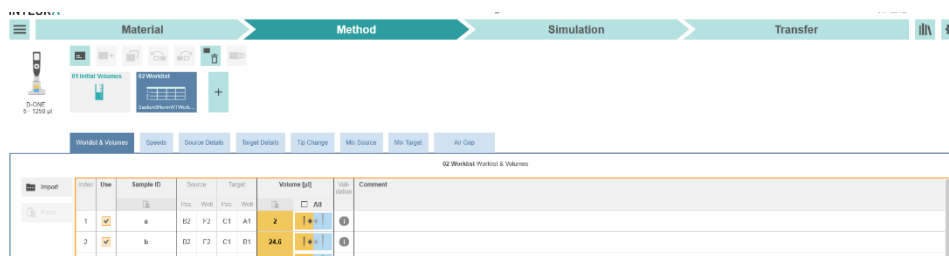 Material
Method
Simulation
Transfer
D-ONE
5 - 1250 µl
01 Initial Volumes
02 Worklist
+
Worklist & Volumes
Speeds
Source Details
Target Details
Tip Change
Mix Source
Mix Target
Air Gap
02 Worklist Worklist & Volumes
Import
Paste
Index Use Sample ID Source Target Volume [µl] Vali-dation Comment
Pos. Well Pos. Well All
1 a B2 F2 C1 A1 2
2 b B2 F2 C1 B1 24.6